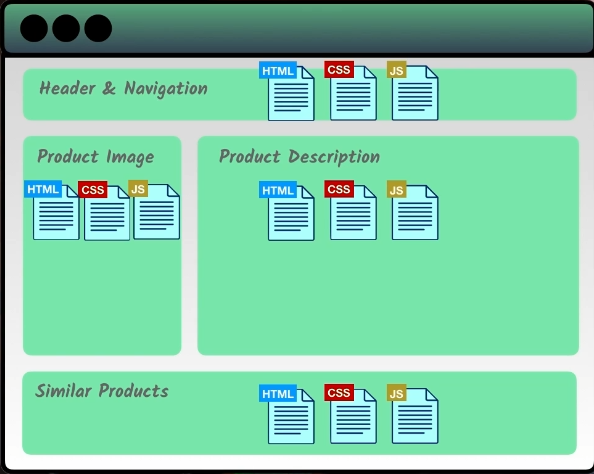 HTML CSS JS
Header & Navigation
Product Image
HTML CSS JS
Product Description
HTML CSS JS
Similar Products
HTML CSS JS